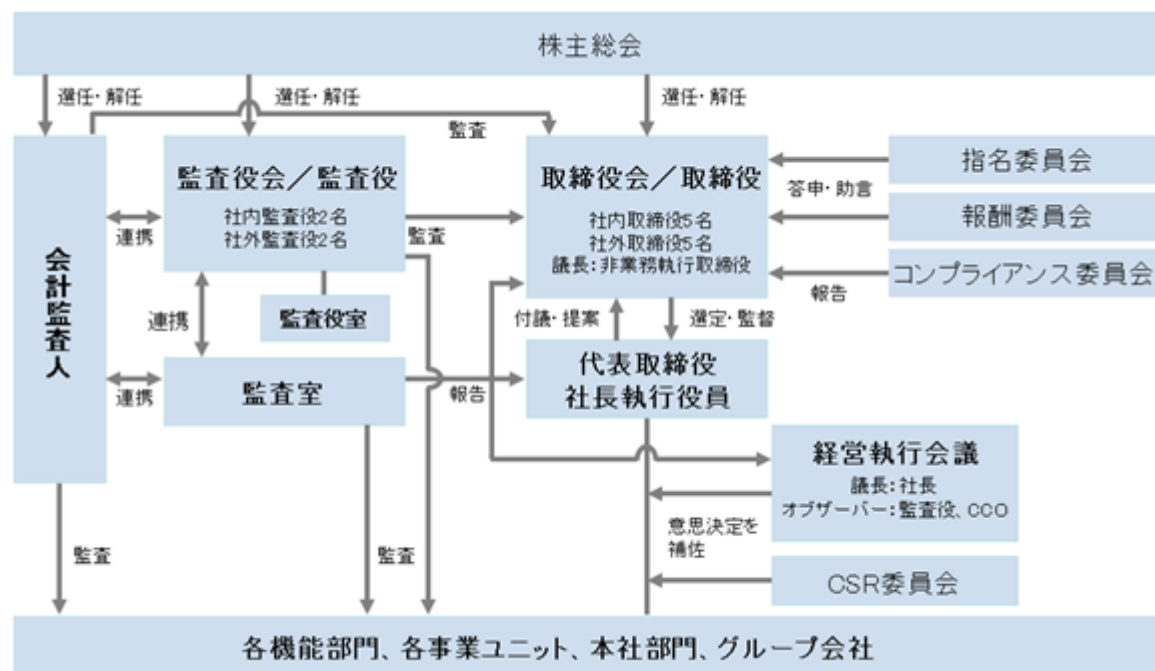 株主総会
選任・解任
選任・解任
選任・解任
監査
監査役会／監査役
社内監査役2名
社外監査役2名
取締役会／取締役
社内取締役5名
社外取締役5名
議長：非業務執行取締役
指名委員会
答申・助言
報酬委員会
コンプライアンス委員会
報告
連携
監査
会計監査人
連携
監査役室
付議・提案
選定・監督
代表取締役
社長執行役員
監査室
連携
報告
経営執行会議
議長：社長
オブザーバー：監査役、CCO
意思決定を
補佐
監査
監査
CSR委員会
各機能部門、各事業ユニット、本社部門、グループ会社